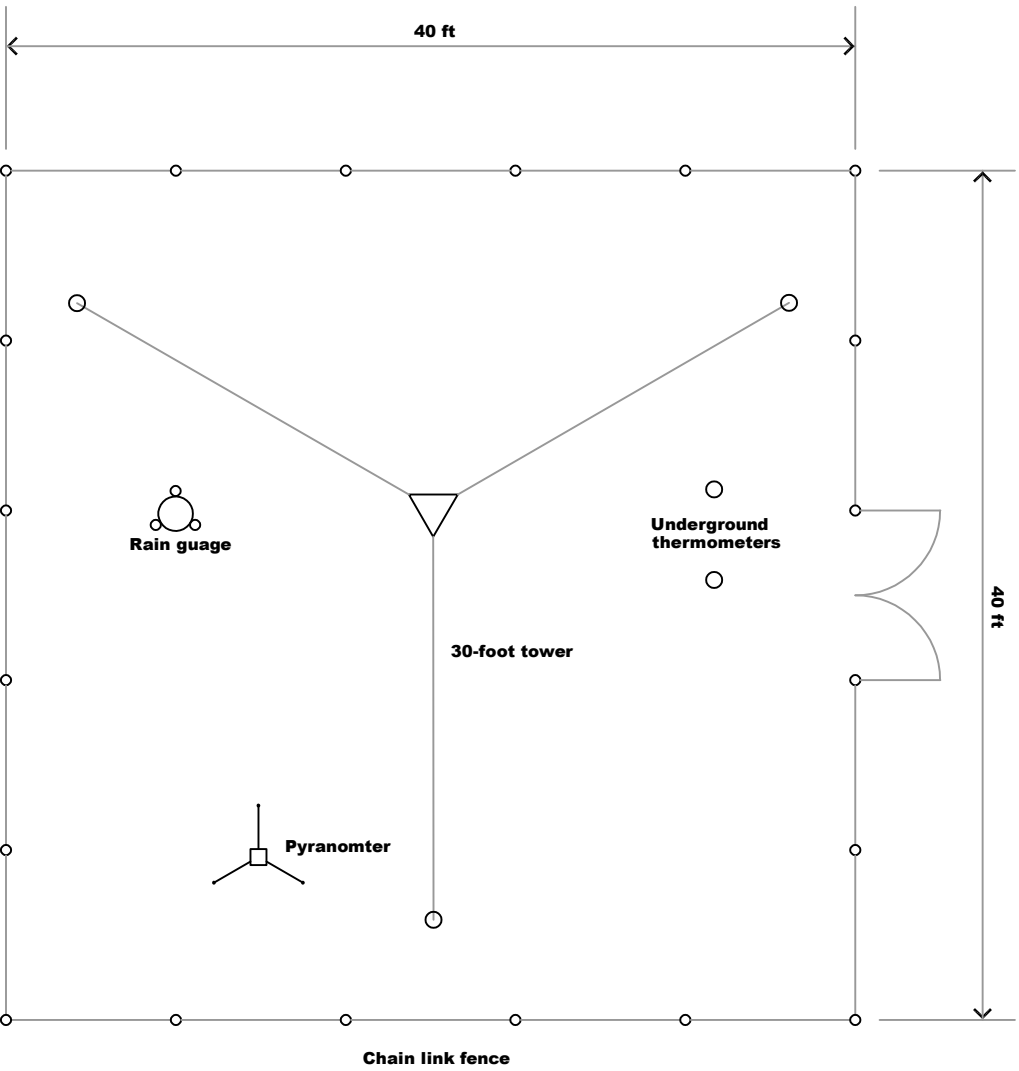 40 ft
Rain guage
Underground
thermometers
40 ft
30-foot tower
Pyranomter
Chain link fence